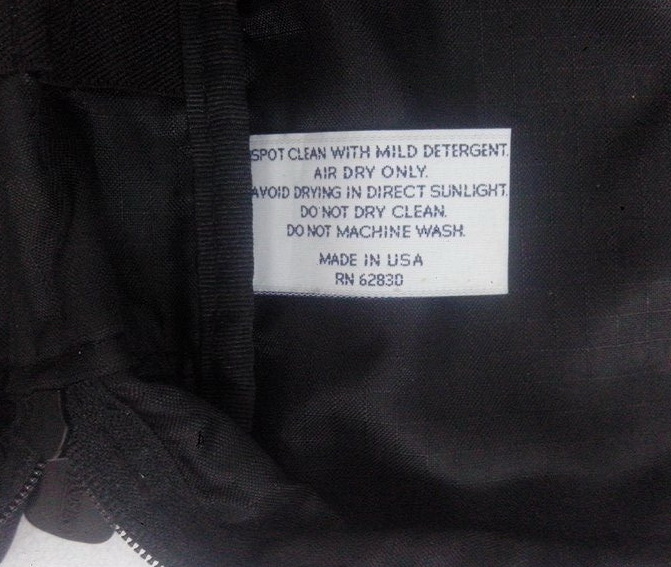 SPOT CLEAN WITH MILD DETERGENT.
AIR DRY ONLY.
AVOID DRYING IN DIRECT SUNLIGHT.
DO NOT DRY CLEAN.
DO NOT MACHINE WASH.
MADE IN USA
RN 62830